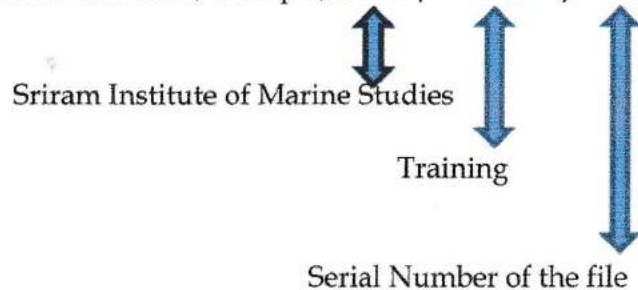 Sriram Institute of Marine Studies
Training
Serial Number of the file